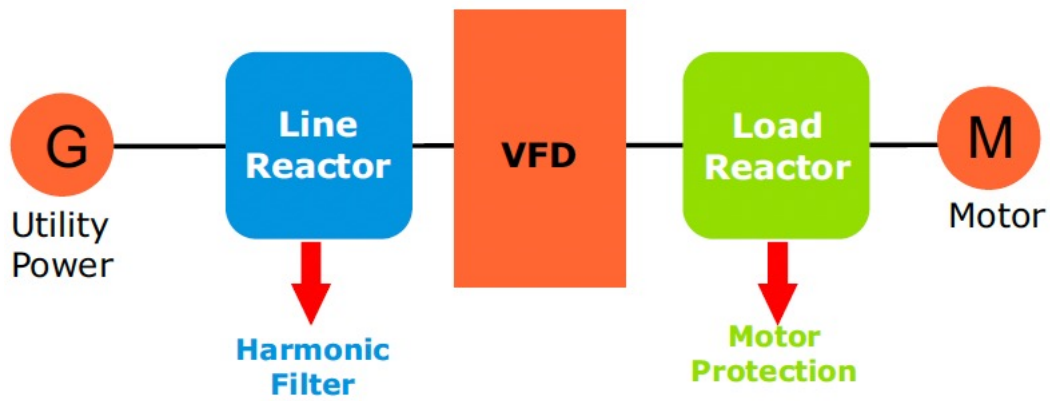 G
Utility
Power
Line
Reactor
Harmonic
Filter
VFD
Load
Reactor
Motor
Protection
M
Motor